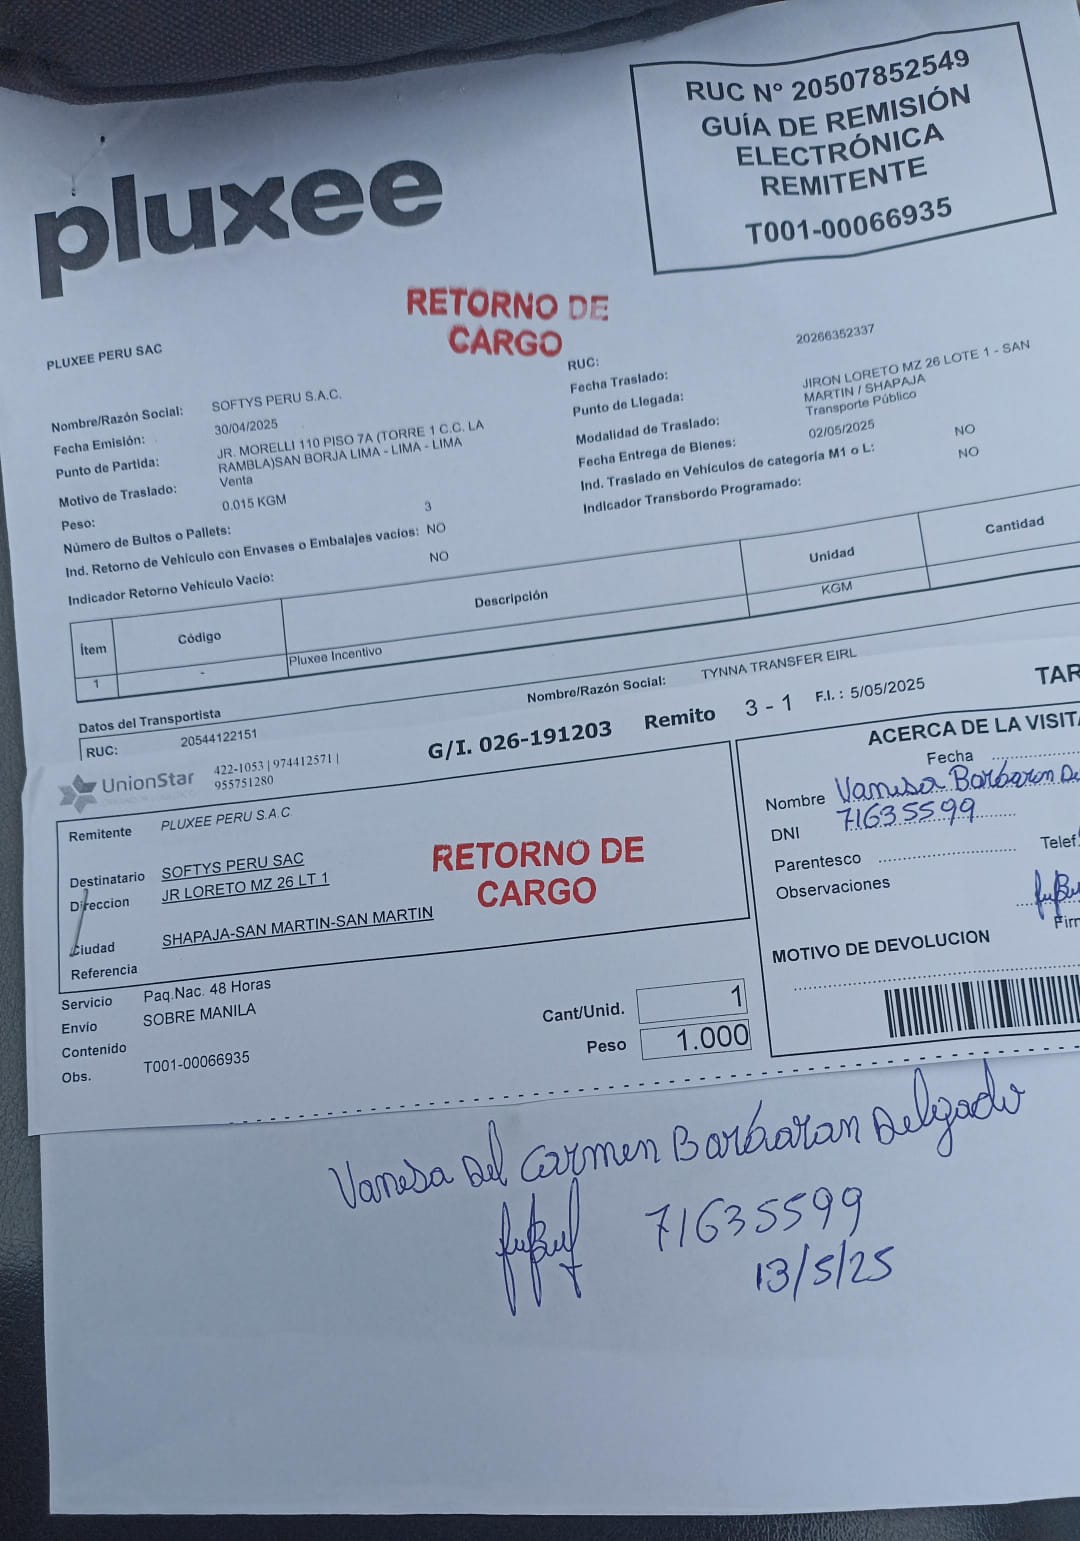 pluxee
RUC N° 20507852549
GUÍA DE REMISIÓN
ELECTRÓNICA
REMITENTE
T001-00066935
RETORNO DE
CARGO
PLUXEE PERU SAC
Nombre/Razón Social: SOFTYS PERU S.A.C.
Fecha Emisión: 30/04/2025
Punto de Partida: JR. MORELLI 110 PISO 7A (TORRE 1 C.C. LA
RAMBLA)SAN BORJA LIMA - LIMA - LIMA
Motivo de Traslado: Venta
Peso: 0.015 KGM
Número de Bultos o Pallets: 3
Ind. Retorno de Vehículo con Envases o Embalajes vacíos: NO
Indicador Retorno Vehículo Vacío: NO
RUC: 20266352337
Fecha Traslado:
Punto de Llegada: JIRON LORETO MZ 26 LOTE 1 - SAN
MARTIN / SHAPAJA
Modalidad de Traslado: Transporte Público
Fecha Entrega de Bienes: 02/05/2025
Ind. Traslado en Vehículos de categoría M1 o L: NO
Indicador Transbordo Programado: NO
Ítem Código Descripción Unidad Cantidad
1 - Pluxee Incentivo KGM
Datos del Transportista
RUC: 20544122151
Nombre/Razón Social: TYNNA TRANSFER EIRL
UnionStar
422-1053 | 974412571 |
955751280
G/I. 026-191203 Remito 3 - 1 F.I. : 5/05/2025
TAR
Remitente PLUXEE PERU S.A.C
Destinatario SOFTYS PERU SAC
Direccion JR LORETO MZ 26 LT 1
Ciudad SHAPAJA-SAN MARTIN-SAN MARTIN
Referencia
RETORNO DE
CARGO
Servicio Paq.Nac. 48 Horas
Envio SOBRE MANILA
Contenido
Obs. T001-00066935
Cant/Unid. 1
Peso 1.000
ACERCA DE LA VISITA
Fecha
Nombre Vanesa Barbaran De
DNI 71635599
Parentesco Telef.
Observaciones
Fir
MOTIVO DE DEVOLUCION
Vanesa Del Carmen Barbaran Delgado
71635599
13/5/25